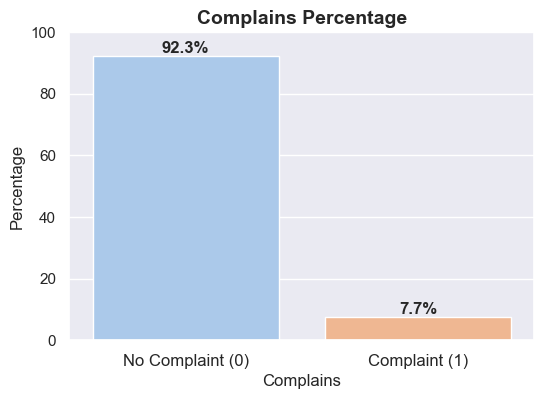 Complains Percentage
100
92.3%
80
60
Percentage
40
20
7.7%
0
No Complaint (0) Complaint (1)
Complains